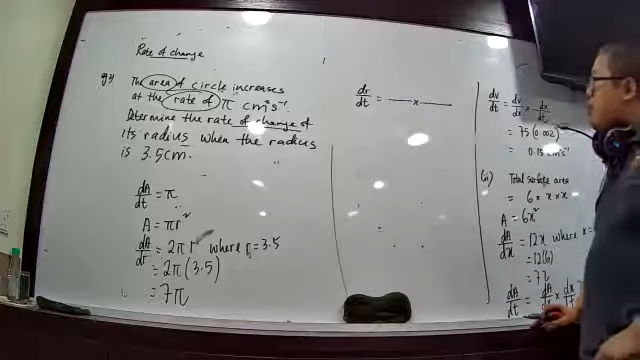 Rate of change
Q3) The area of circle increases
at the rate of π cm² s⁻¹
Determine the rate of change of
its radius when the radius
is 3.5cm.
dA/dt = π
A = πr²
dA/dr = 2πr where r = 3.5
= 2π(3.5)
= 7π
dr/dt = ___ x ___
dv/dt = dv/dx × dx/dt
= 75(0.002)
= 0.15 cm³s⁻¹
(ii) Total surface area
= 6 × x × x
A = 6x²
dA/dx = 12x where x =
= 12(6)
= 72
dA/dt = dA/dx × dx/dt